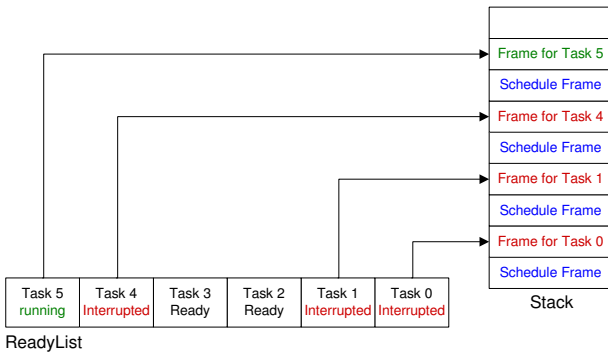 Frame for Task 5
Schedule Frame
Frame for Task 4
Schedule Frame
Frame for Task 1
Schedule Frame
Frame for Task 0
Schedule Frame
Stack
Task 5
running
Task 4
Interrupted
Task 3
Ready
Task 2
Ready
Task 1
Interrupted
Task 0
Interrupted
ReadyList